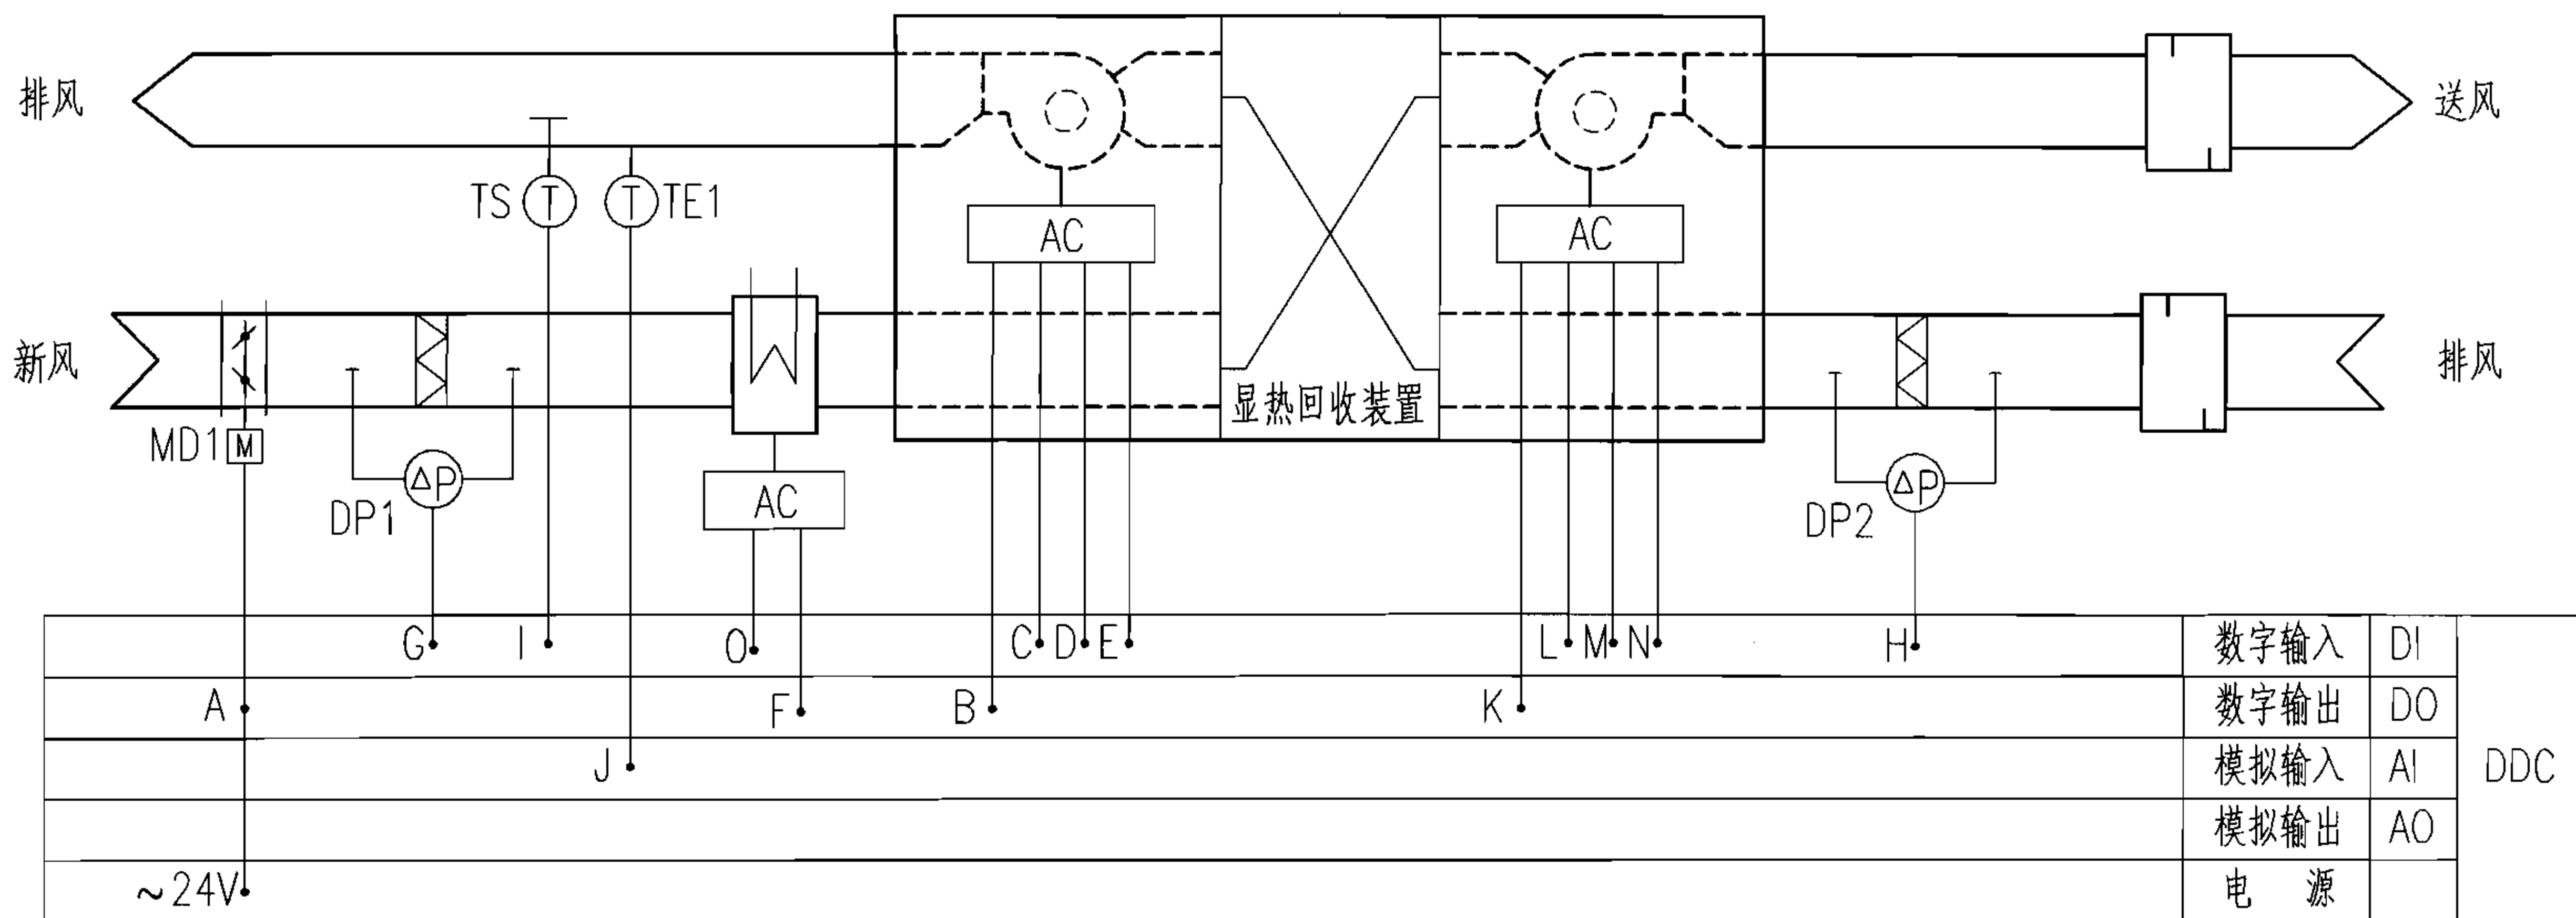 排风
送风
TS T T TE1
AC
AC
新风
排风
显热回收装置
MD1 M
ΔP
DP1
AC
ΔP
DP2
G I O C D E L M N H 数字输入 DI
A F B K 数字输出 DO
J 模拟输入 AI DDC
模拟输出 AO
~24V 电 源